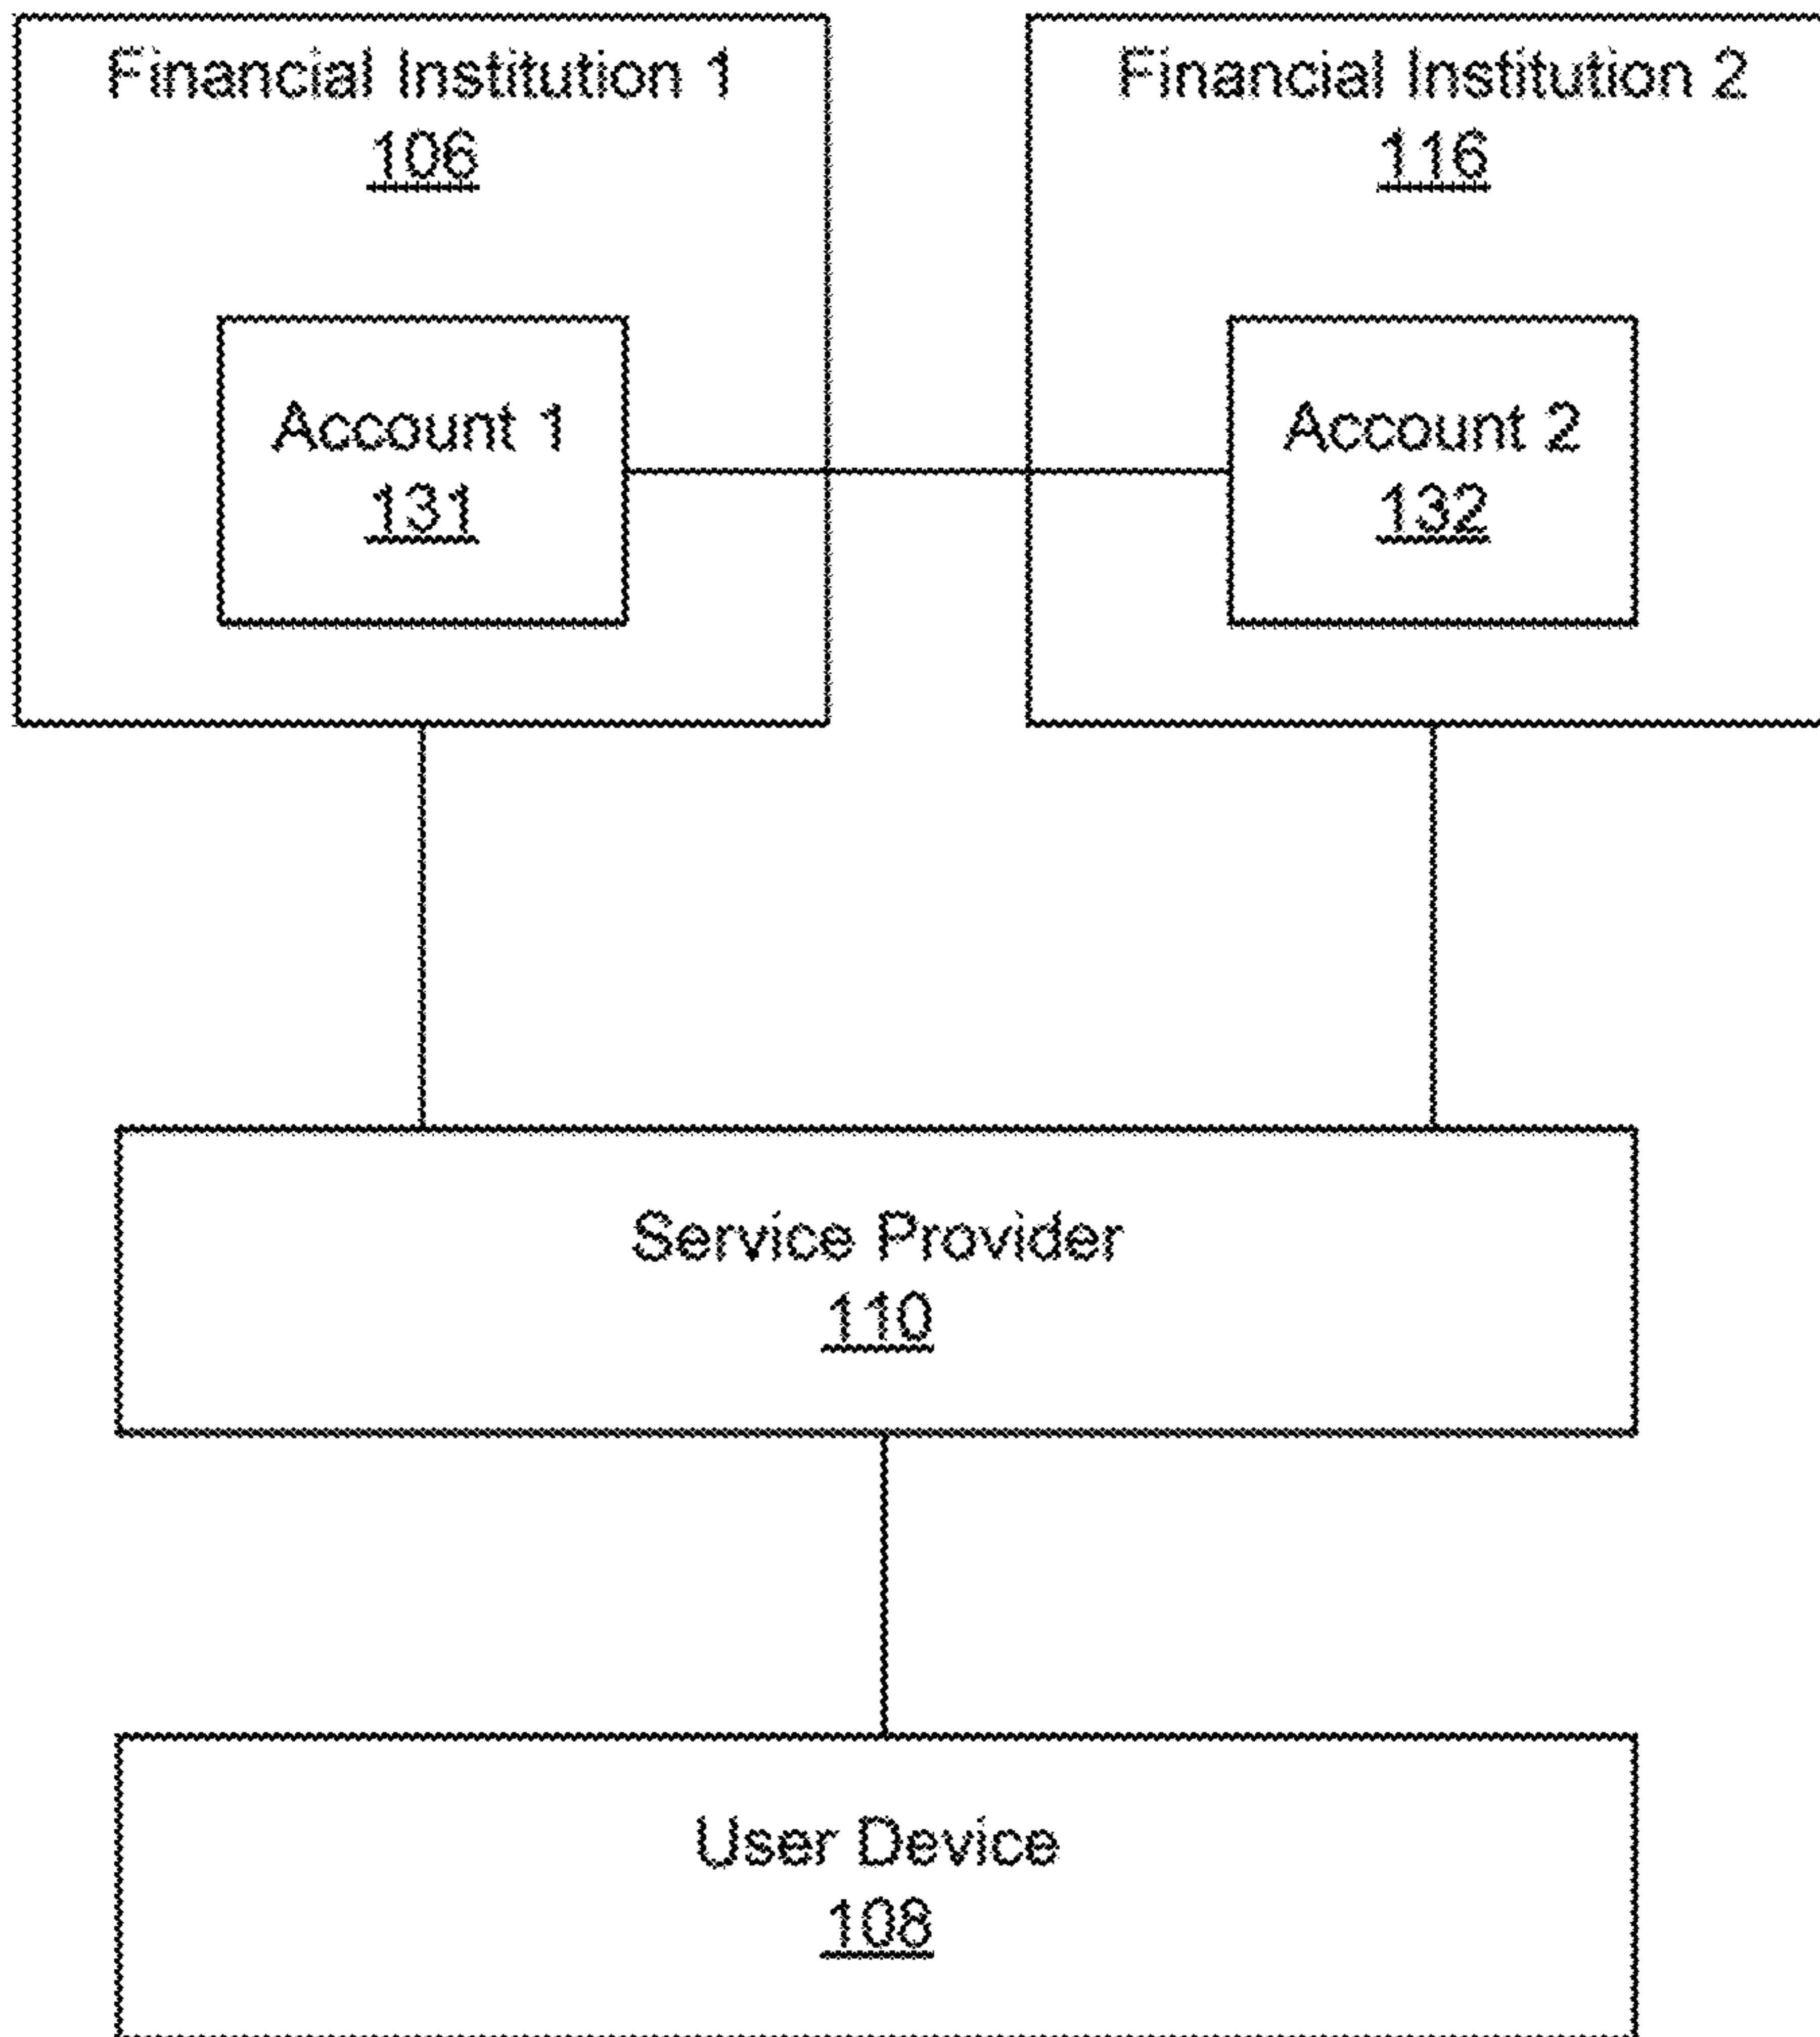 Financial Institution 1
106
Financial Institution 2
116
Account 1
131
Account 2
132
Service Provider
110
User Device
108